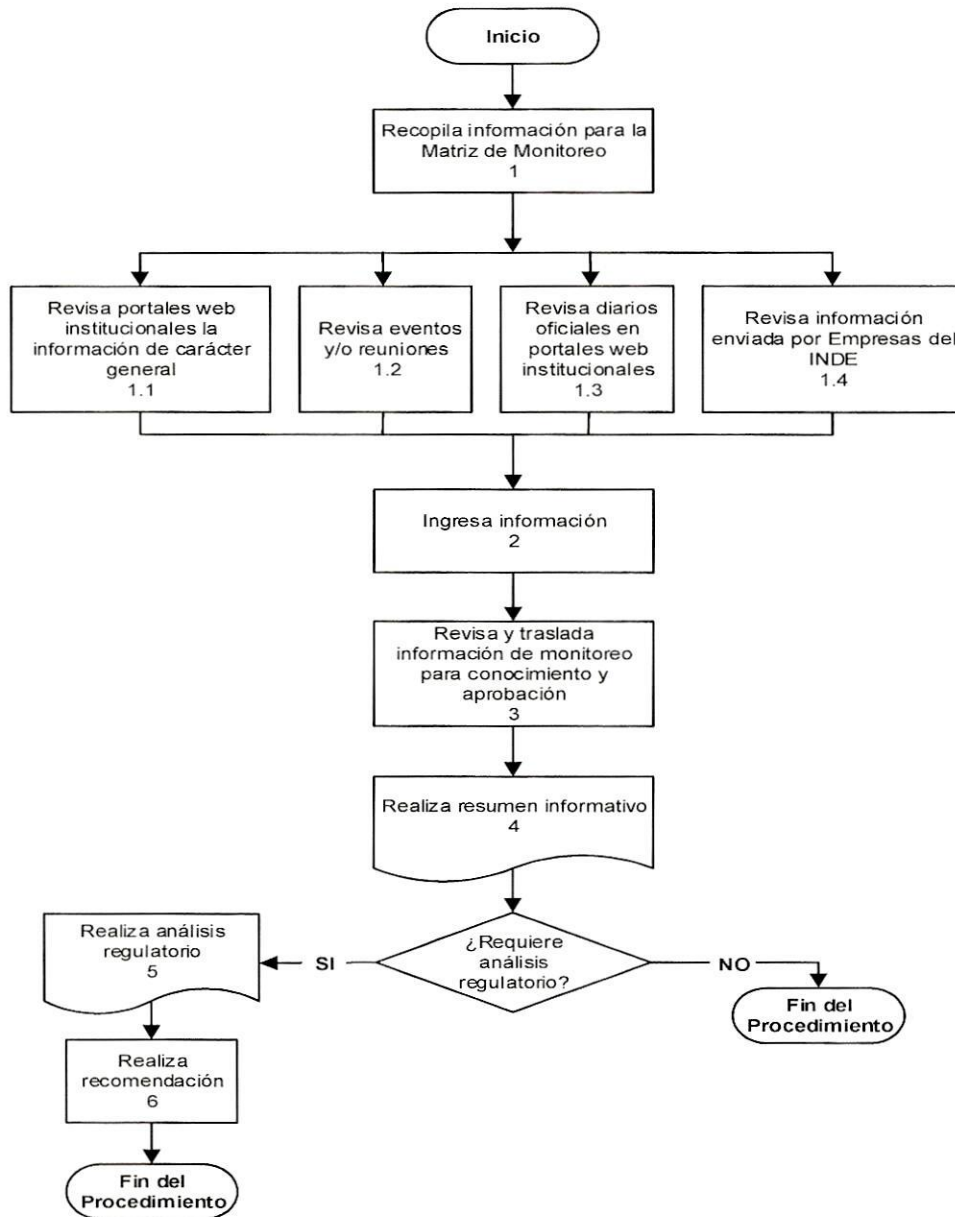 Inicio
Recopila información para la
Matriz de Monitoreo
1
Revisa portales web
institucionales la
información de carácter
general
1.1
Revisa eventos
y/o reuniones
1.2
Revisa diarios
oficiales en
portales web
institucionales
1.3
Revisa información
enviada por Empresas del
INDE
1.4
Ingresa información
2
Revisa y traslada
información de monitoreo
para conocimiento y
aprobación
3
Realiza resumen informativo
4
¿Requiere
análisis
regulatorio?
SI
NO
Realiza análisis
regulatorio
5
Fin del
Procedimiento
Realiza
recomendación
6
Fin del
Procedimiento